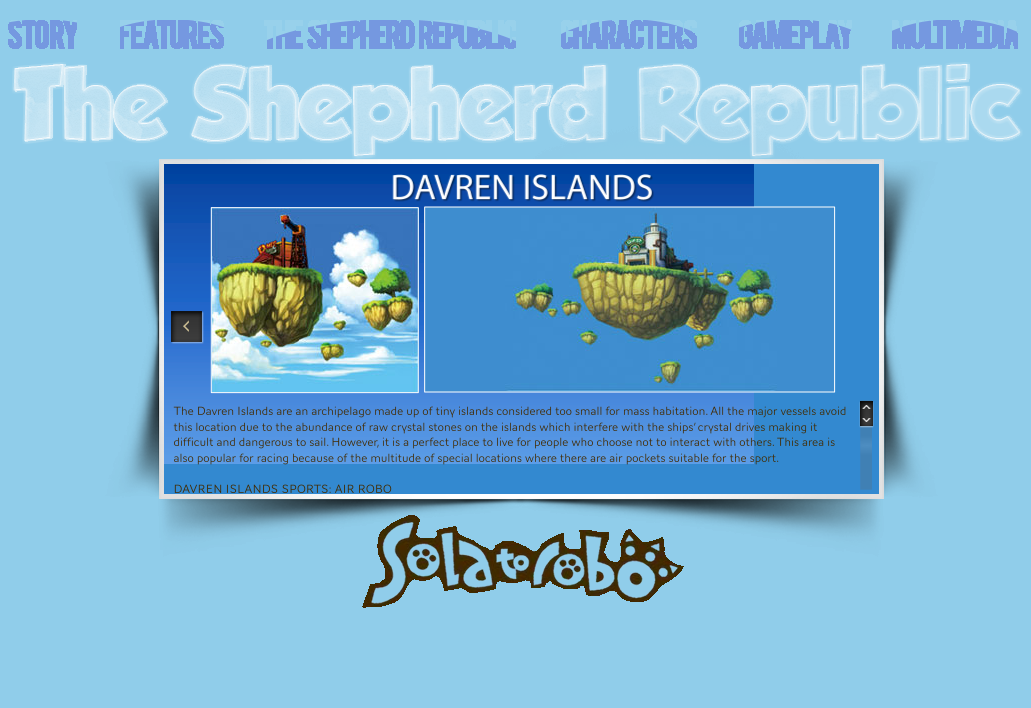 STORY FEATURES THE SHEPHERD REPUBLIC CHARACTERS GAMEPLAY MULTIMEDIA
The Shepherd Republic
DAVREN ISLANDS
The Davren Islands are an archipelago made up of tiny islands considered too small for mass habitation. All the major vessels avoid
this location due to the abundance of raw crystal stones on the islands which interfere with the ships' crystal drives making it
difficult and dangerous to sail. However, it is a perfect place to live for people who choose not to interact with others. This area is
also popular for racing because of the multitude of special locations where there are air pockets suitable for the sport.
DAVREN ISLANDS SPORTS: AIR ROBO
Solatorobo